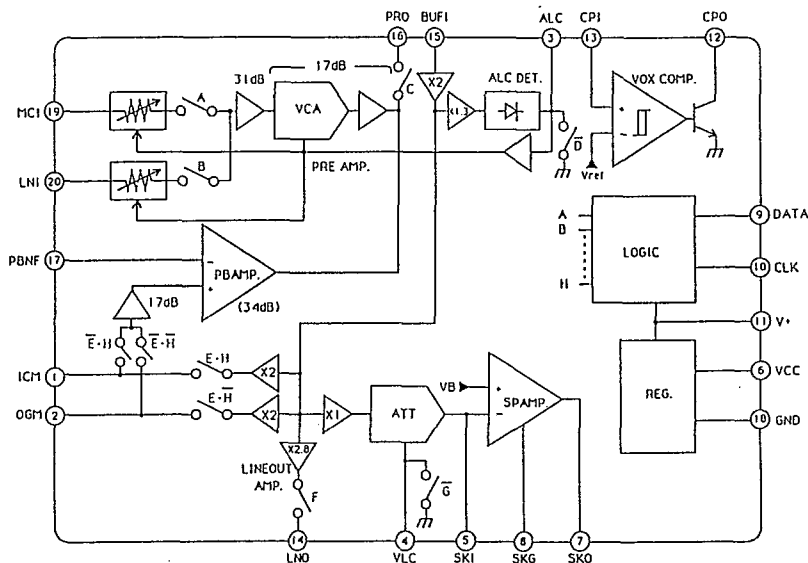 PRO BUFI ALC CPI CPO
16 15 3 13 12
17dB
31dB
X2
ALC DET.
VOX COMP.
MCI 19
A
VCA
C
+
-
D
Vref
PRE AMP.
LNI 20
B
A
B
H
LOGIC
9 DATA
10 CLK
PBNF 17
-
+
PBAMP.
(34dB)
17dB
11 V+
E·H E·H
ICM 1
E·H
X2
VB
+
-
SPAMP
REG.
6 VCC
OGM 2
E·H
X2
X1
ATT
10 GND
X2.8
LINEOUT
AMP.
F
G
14 4 5 8 7
LNO VLC SKI SKG SKO